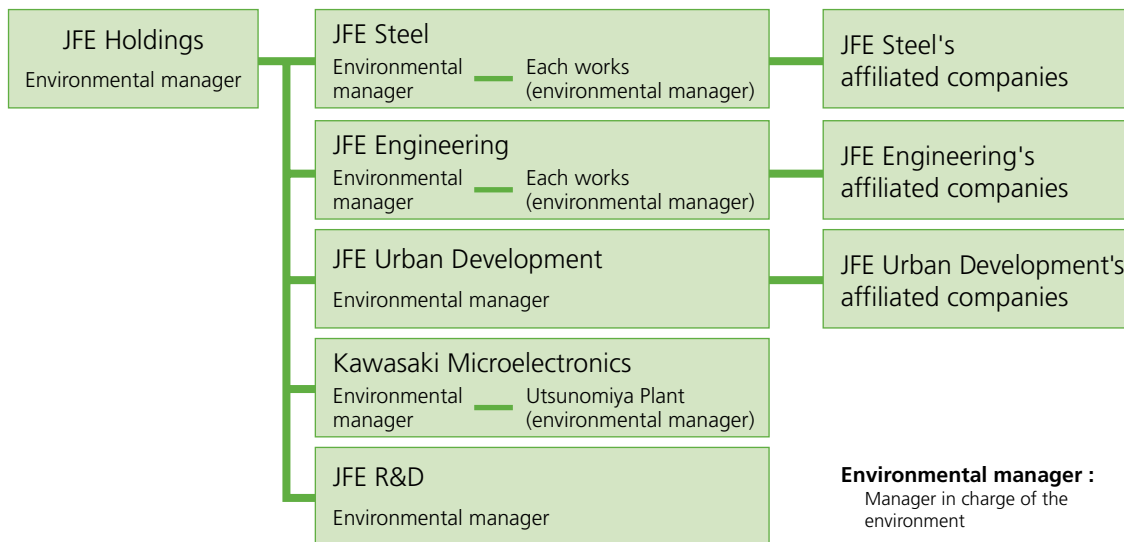 JFE Holdings
Environmental manager
JFE Steel
Environmental
manager
Each works
(environmental manager)
JFE Steel's
affiliated companies
JFE Engineering
Environmental
manager
Each works
(environmental manager)
JFE Engineering's
affiliated companies
JFE Urban Development
Environmental manager
JFE Urban Development's
affiliated companies
Kawasaki Microelectronics
Environmental
manager
Utsunomiya Plant
(environmental manager)
JFE R&D
Environmental manager
Environmental manager :
Manager in charge of the
environment